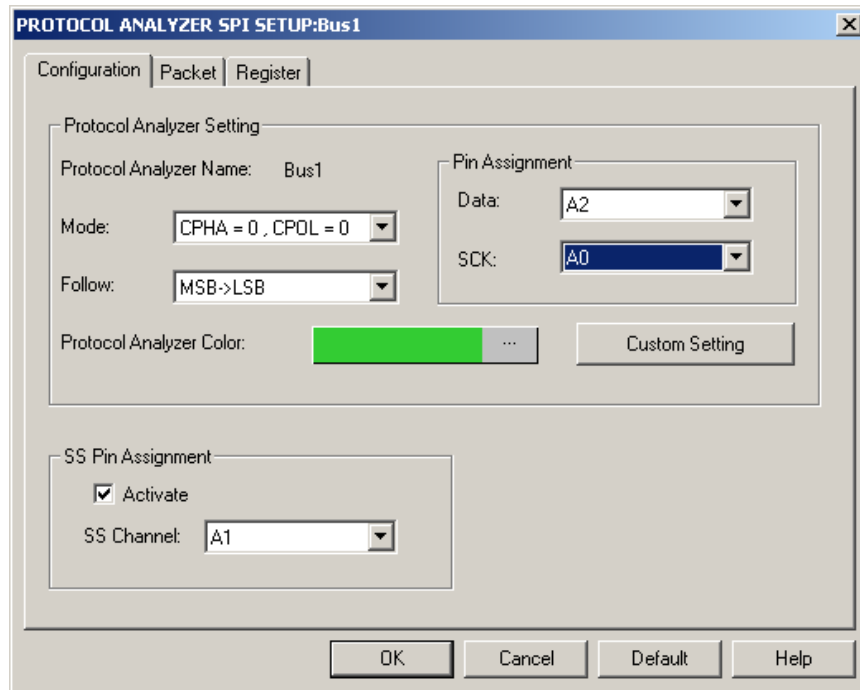 PROTOCOL ANALYZER SPI SETUP:Bus1
Configuration Packet Register
Protocol Analyzer Setting
Protocol Analyzer Name: Bus1
Mode: CPHA = 0 , CPOL = 0
Follow: MSB->LSB
Pin Assignment
Data: A2
SCK: A0
Protocol Analyzer Color: ... Custom Setting
SS Pin Assignment
Activate
SS Channel: A1
OK Cancel Default Help